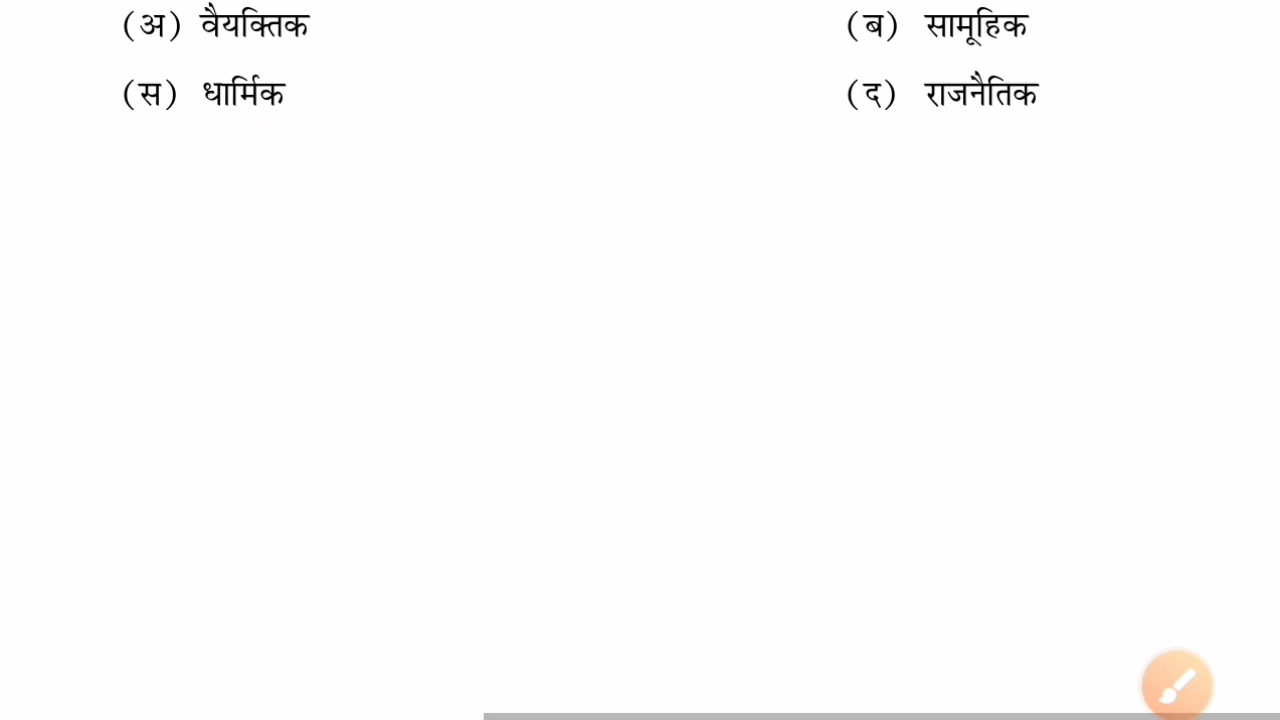 (अ) वैयक्तिक (ब) सामूहिक
(स) धार्मिक (द) राजनैतिक